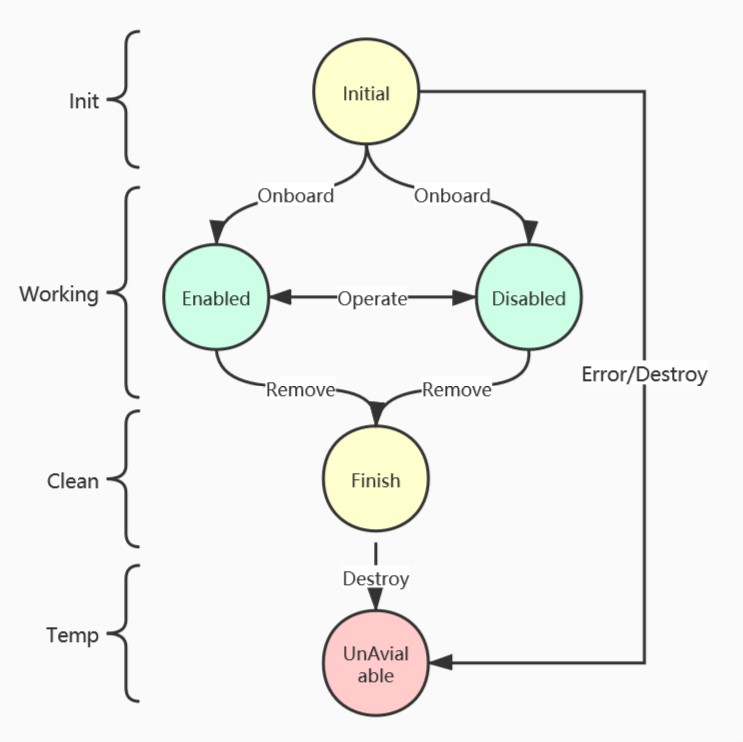 Init
Initial
Onboard
Onboard
Working
Enabled
Operate
Disabled
Error/Destroy
Remove
Remove
Clean
Finish
Destroy
Temp
UnAvial
able